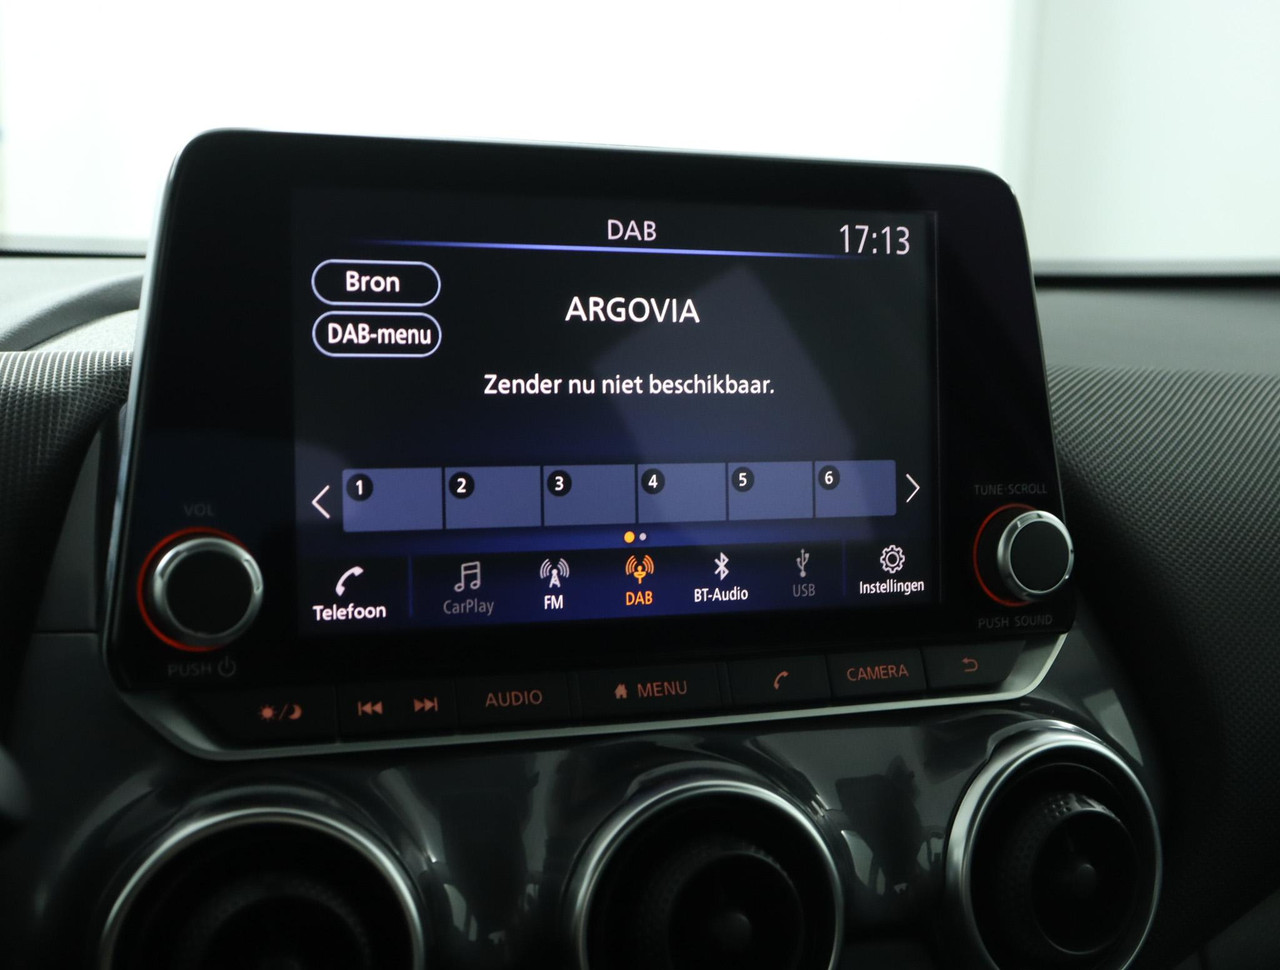 DAB
17:13
Bron
DAB-menu
ARGOVIA
Zender nu niet beschikbaar.
1 2 3 4 5 6
Telefoon CarPlay FM DAB BT-Audio USB Instellingen
VOL
PUSH
TUNE·SCROLL
PUSH SOUND
AUDIO MENU CAMERA